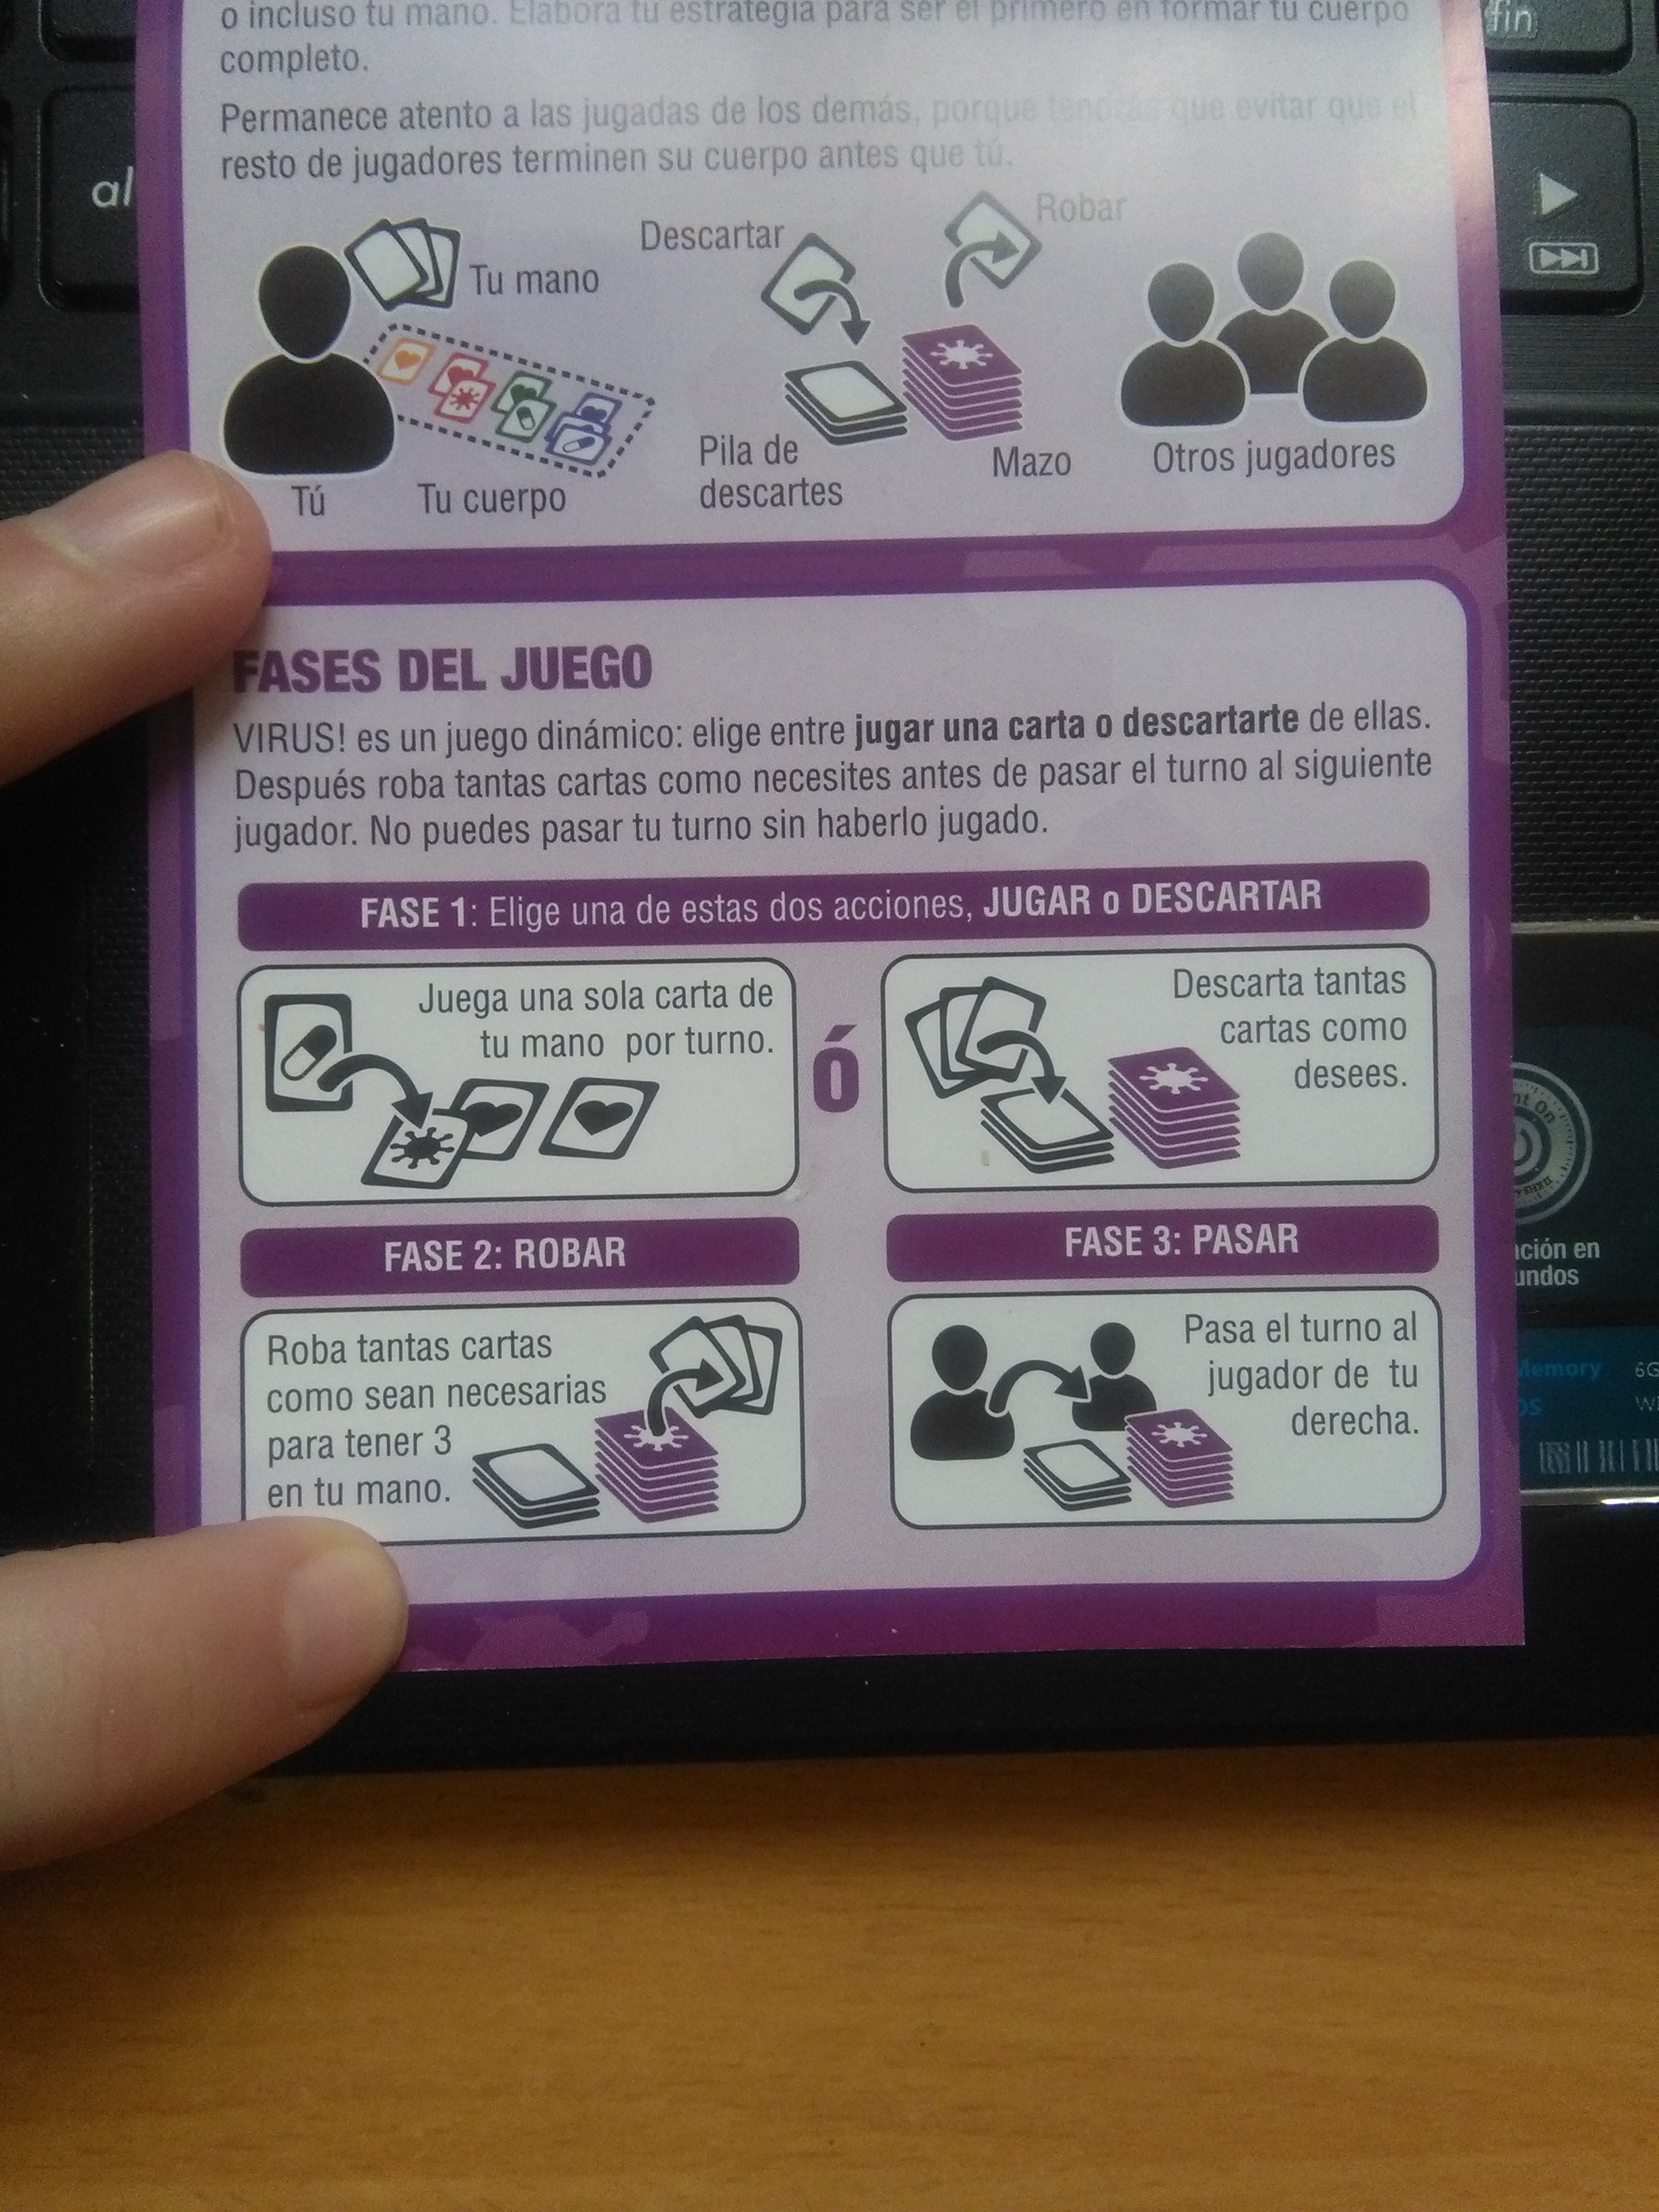 o incluso tu mano. Elabora tu estrategia para ser el primero en formar tu cuerpo
completo.
Permanece atento a las jugadas de los demás, porque tendrás que evitar que el
resto de jugadores terminen su cuerpo antes que tú.
Descartar
Robar
Tu mano
Tú
Tu cuerpo
Pila de
descartes
Mazo
Otros jugadores
FASES DEL JUEGO
VIRUS! es un juego dinámico: elige entre jugar una carta o descartarte de ellas.
Después roba tantas cartas como necesites antes de pasar el turno al siguiente
jugador. No puedes pasar tu turno sin haberlo jugado.
FASE 1: Elige una de estas dos acciones, JUGAR o DESCARTAR
Juega una sola carta de
tu mano por turno.
Ó
Descarta tantas
cartas como
desees.
FASE 2: ROBAR
Roba tantas cartas
como sean necesarias
para tener 3
en tu mano.
FASE 3: PASAR
Pasa el turno al
jugador de tu
derecha.
fin
al
ción en
undos
Memory 6G